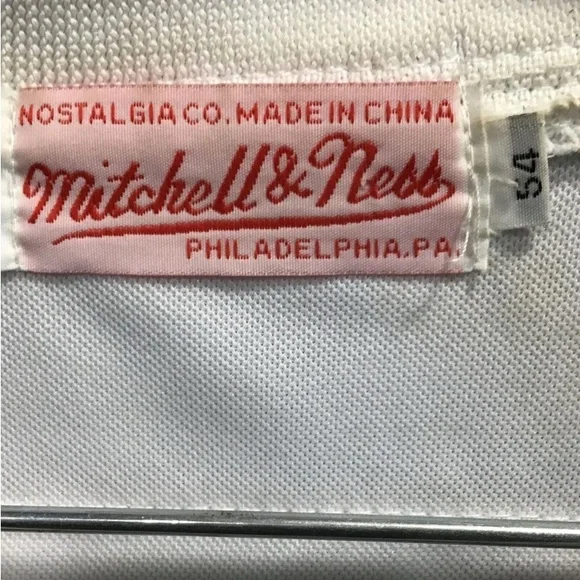 NOSTALGIA CO. MADE IN CHINA
Mitchell & Ness
PHILADELPHIA, PA.
54